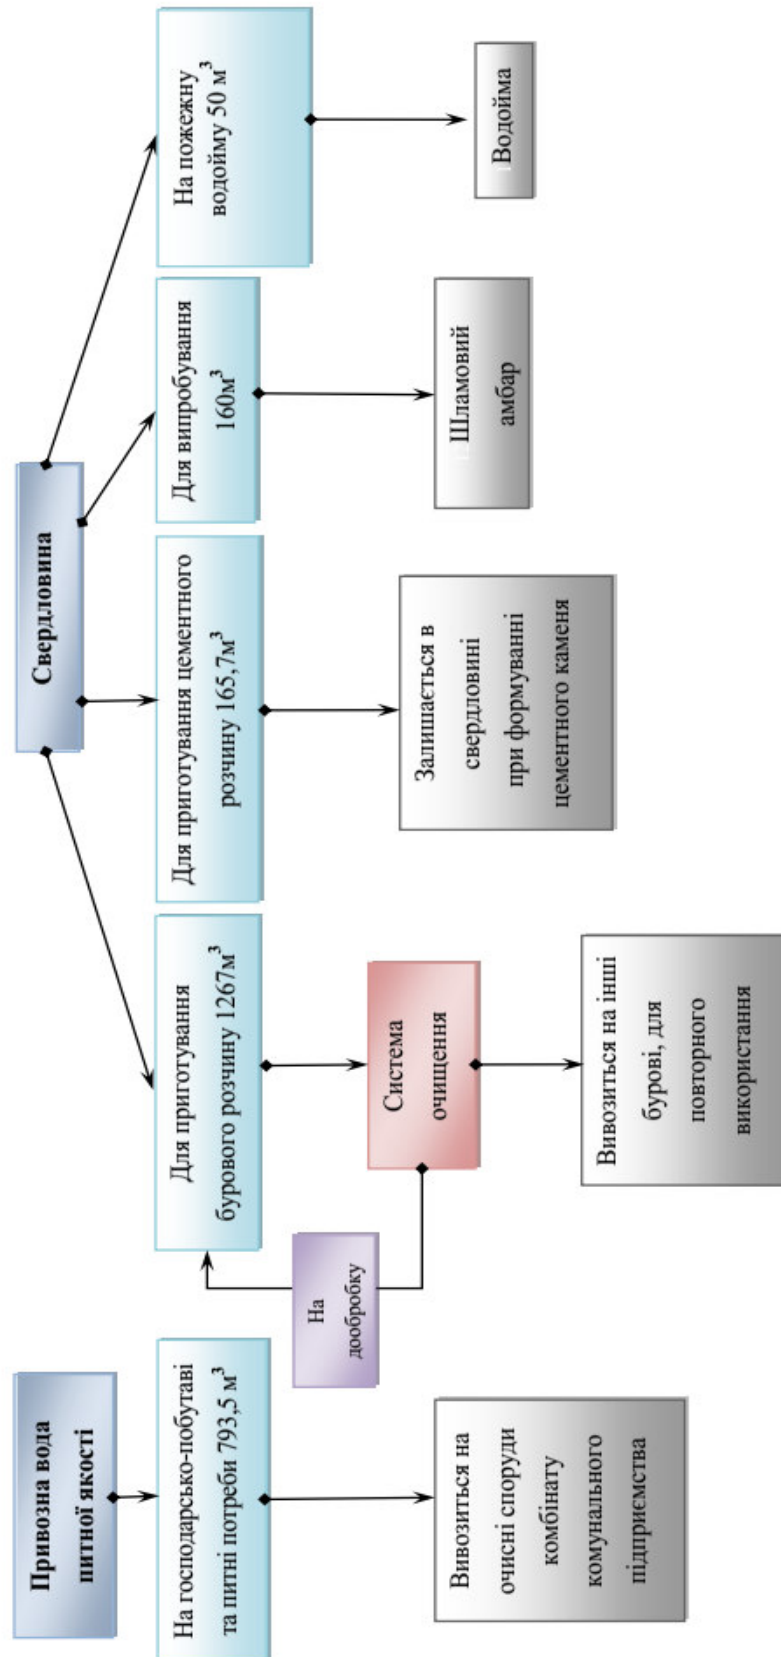 Привозна вода
питної якості
Свердловина
На господарсько-побутаві
та питні потреби 793,5 м³
Для приготування
бурового розчину 1267м³
Для приготування цементного
розчину 165,7м³
Для випробування
160м³
На пожежну
водойму 50 м³
На
дообробку
Система
очищення
Вивозиться на
очисні споруди
комбінату
комунального
підприємства
Вивозиться на інші
бурові, для
повторного
використання
Залишається в
свердловині
при формуванні
цементного каменя
Шламовий
амбар
Водойма